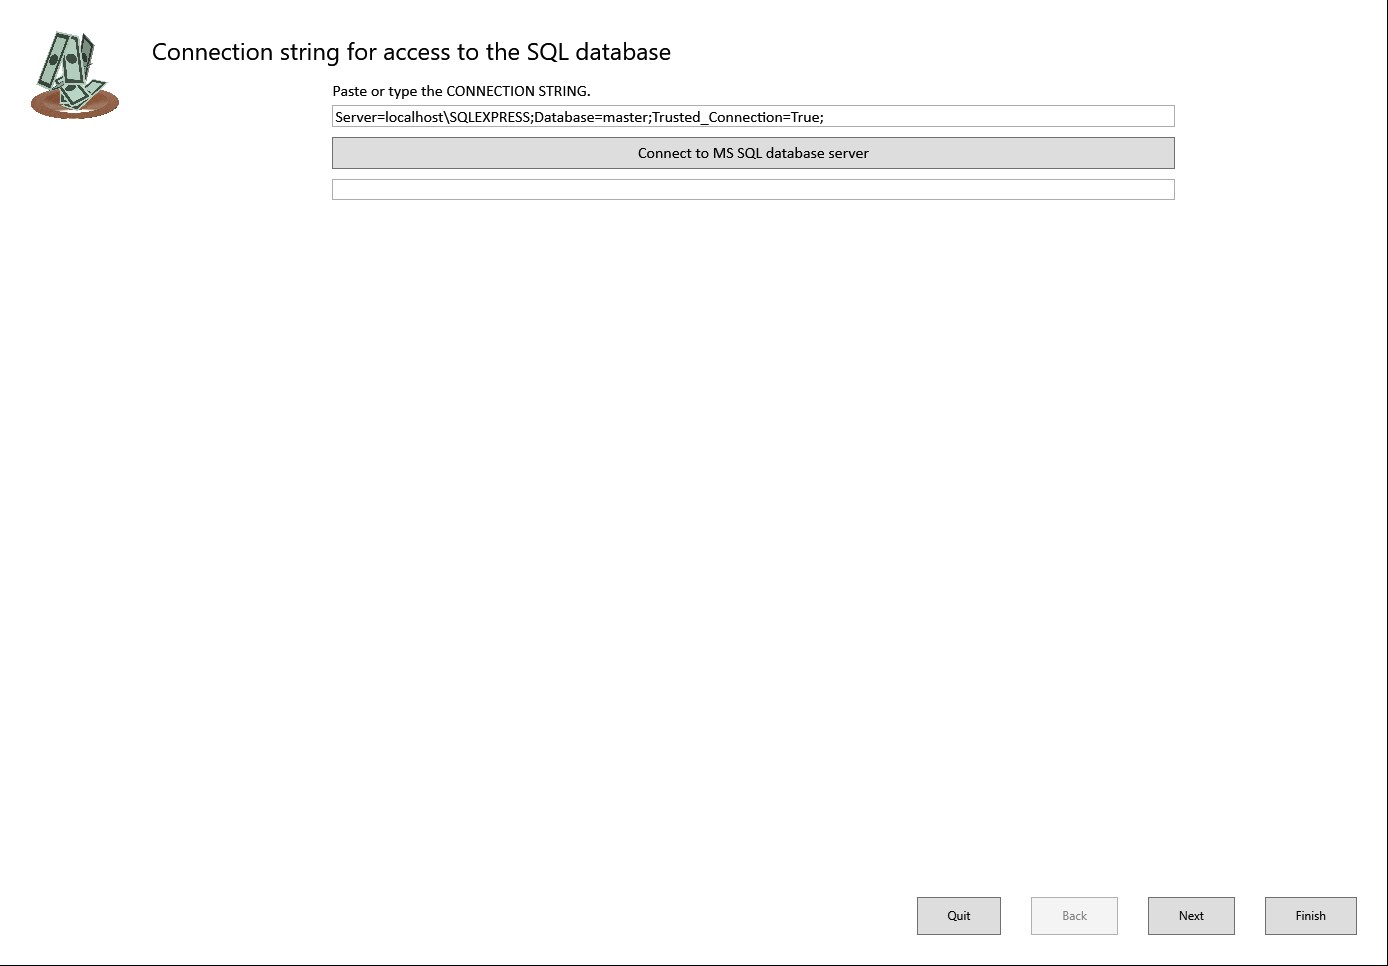 Connection string for access to the SQL database
Paste or type the CONNECTION STRING.
Server=localhost\SQLEXPRESS;Database=master;Trusted_Connection=True;
Connect to MS SQL database server
Quit
Back
Next
Finish